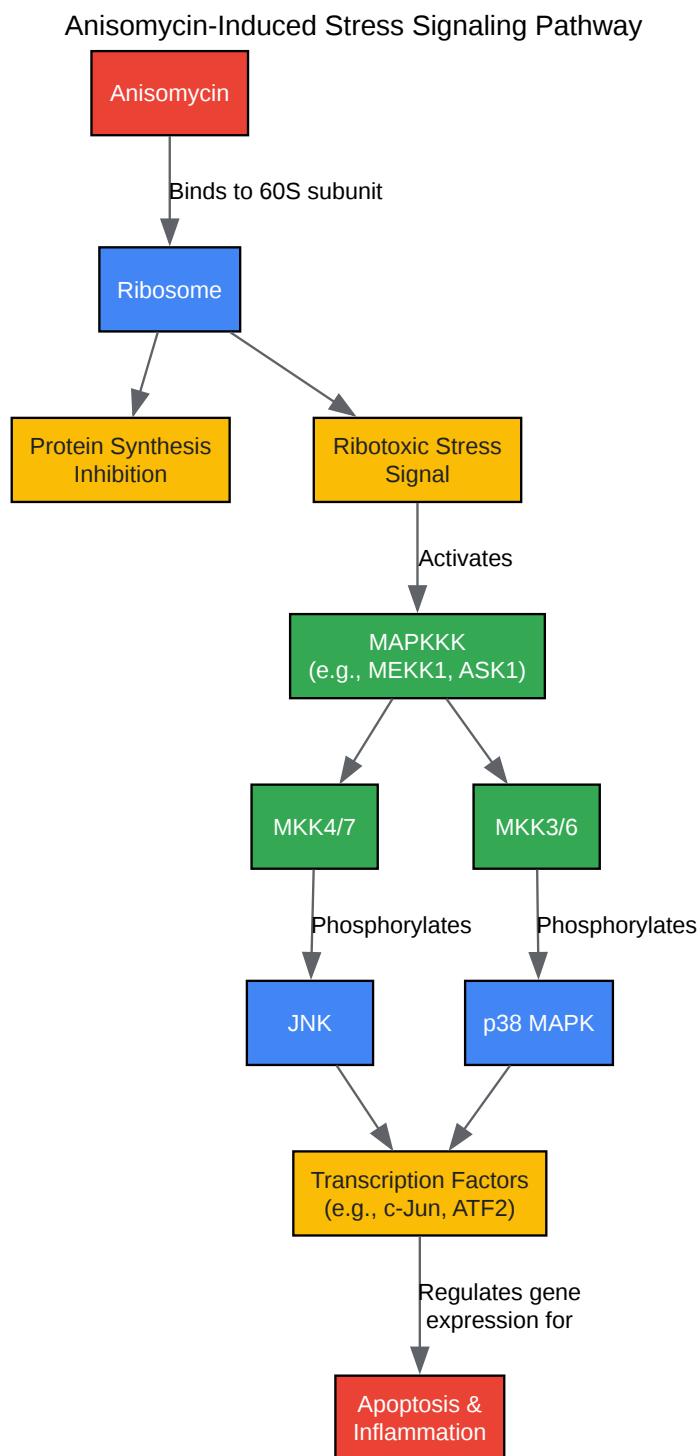 Anisomycin-Induced Stress Signaling Pathway
Anisomycin
Binds to 60S subunit
Ribosome
Protein Synthesis
Inhibition
Ribotoxic Stress
Signal
Activates
MAPKKK
(e.g., MEKK1, ASK1)
MKK4/7
MKK3/6
Phosphorylates
Phosphorylates
JNK
p38 MAPK
Transcription Factors
(e.g., c-Jun, ATF2)
Regulates gene
expression for
Apoptosis &
Inflammation